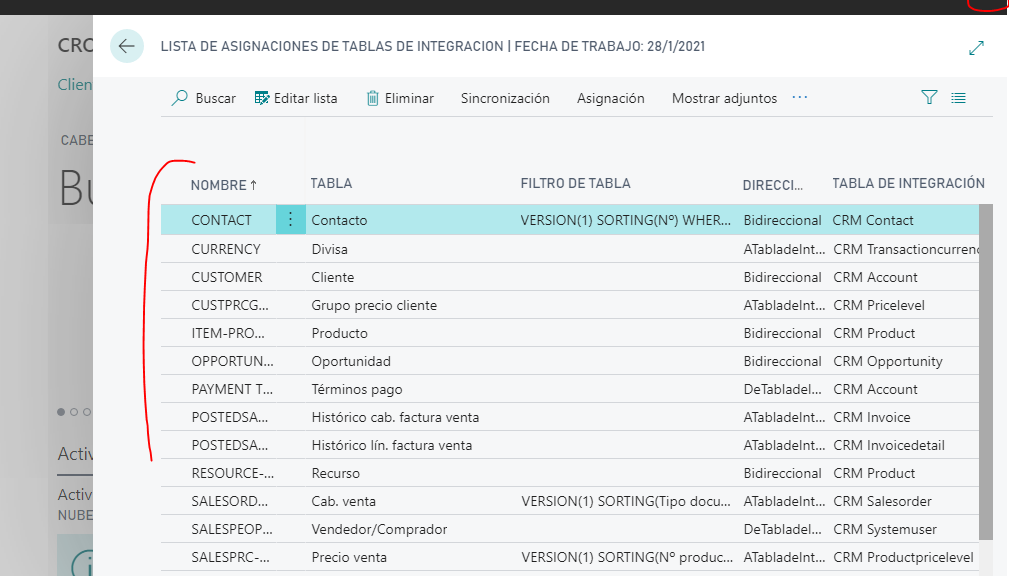 CRO
LISTA DE ASIGNACIONES DE TABLAS DE INTEGRACION | FECHA DE TRABAJO: 28/1/2021
Clien
Buscar Editar lista Eliminar Sincronización Asignación Mostrar adjuntos ...
CABE
Bu
NOMBRE ↑ TABLA FILTRO DE TABLA DIRECCI... TABLA DE INTEGRACIÓN
CONTACT Contacto VERSION(1) SORTING(Nº) WHER... Bidireccional CRM Contact
CURRENCY Divisa ATabladeInt... CRM Transactioncurrenc
CUSTOMER Cliente Bidireccional CRM Account
CUSTPRCG... Grupo precio cliente ATabladeInt... CRM Pricelevel
ITEM-PRO... Producto Bidireccional CRM Product
OPPORTUN... Oportunidad Bidireccional CRM Opportunity
PAYMENT T... Términos pago DeTabladeI... CRM Account
POSTEDSA... Histórico cab. factura venta ATabladeInt... CRM Invoice
POSTEDSA... Histórico lín. factura venta ATabladeInt... CRM Invoicedetail
Activ
RESOURCE-... Recurso Bidireccional CRM Product
Activ
SALESORD... Cab. venta VERSION(1) SORTING(Tipo docu... ATabladeInt... CRM Salesorder
NUBE
SALESPEOP... Vendedor/Comprador DeTabladeI... CRM Systemuser
SALESPRC-... Precio venta VERSION(1) SORTING(Nº produc... ATabladeInt... CRM Productpricelevel